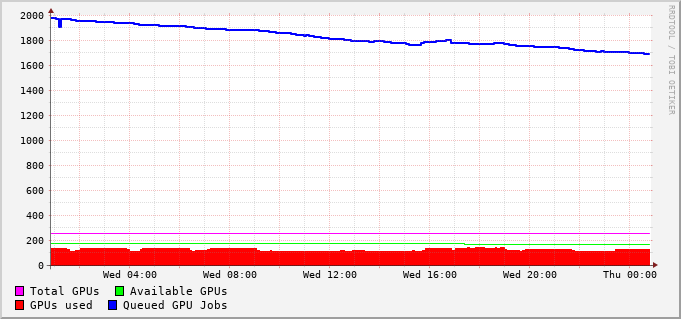 RRDTOOL / TOBI OETIKER
2000
1800
1600
1400
1200
1000
800
600
400
200
0
Wed 04:00 Wed 08:00 Wed 12:00 Wed 16:00 Wed 20:00 Thu 00:00
Total GPUs Available GPUs
GPUs used Queued GPU Jobs